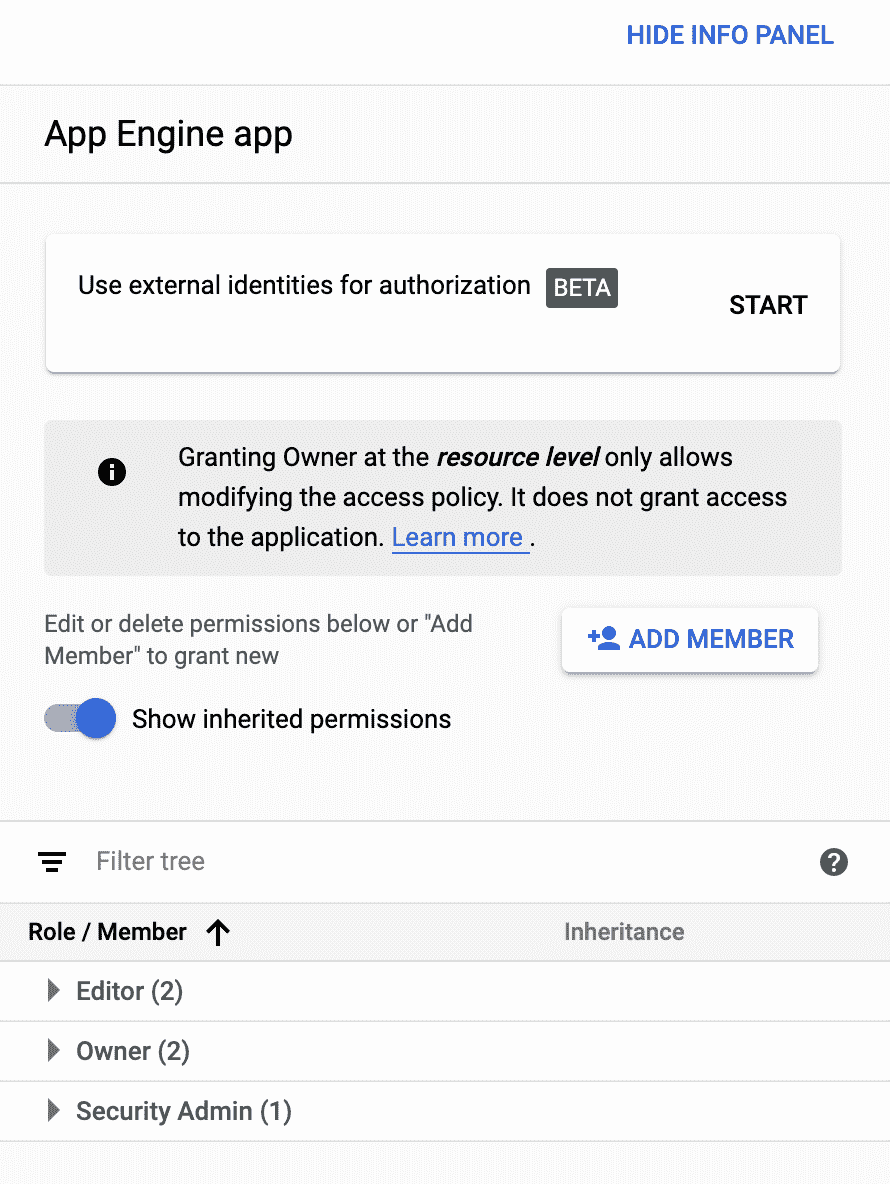 HIDE INFO PANEL
App Engine app
Use external identities for authorization BETA
START
Granting Owner at the resource level only allows
modifying the access policy. It does not grant access
to the application. Learn more .
Edit or delete permissions below or "Add
Member" to grant new
ADD MEMBER
Show inherited permissions
Filter tree
Role / Member Inheritance
Editor (2)
Owner (2)
Security Admin (1)